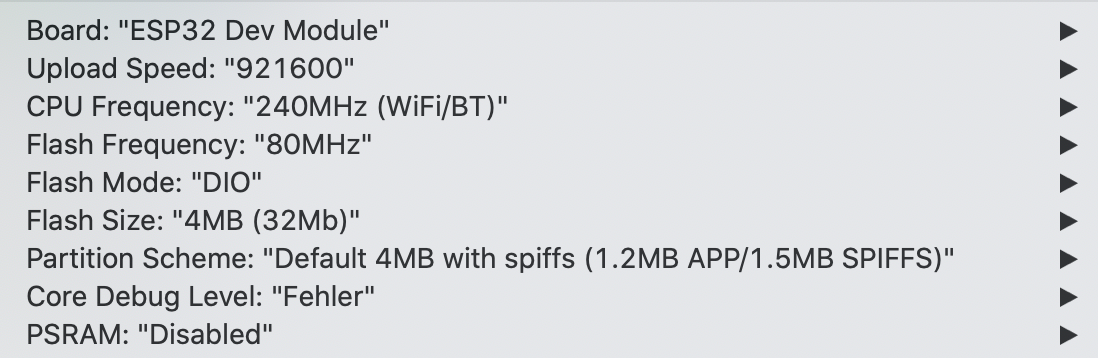 Board: "ESP32 Dev Module"
Upload Speed: "921600"
CPU Frequency: "240MHz (WiFi/BT)"
Flash Frequency: "80MHz"
Flash Mode: "DIO"
Flash Size: "4MB (32Mb)"
Partition Scheme: "Default 4MB with spiffs (1.2MB APP/1.5MB SPIFFS)"
Core Debug Level: "Fehler"
PSRAM: "Disabled"